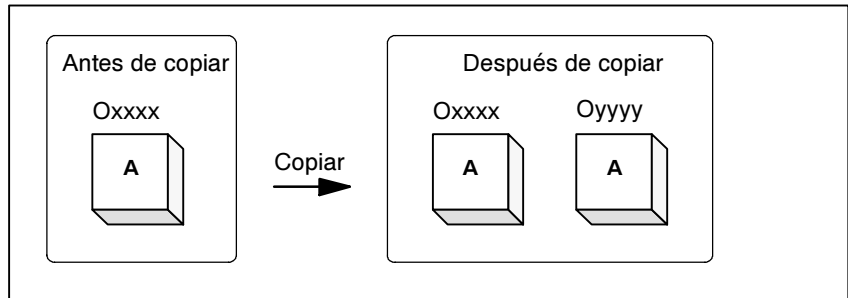 Antes de copiar
Oxxxx
A
Copiar
Después de copiar
Oxxxx
Oyyyy
A
A